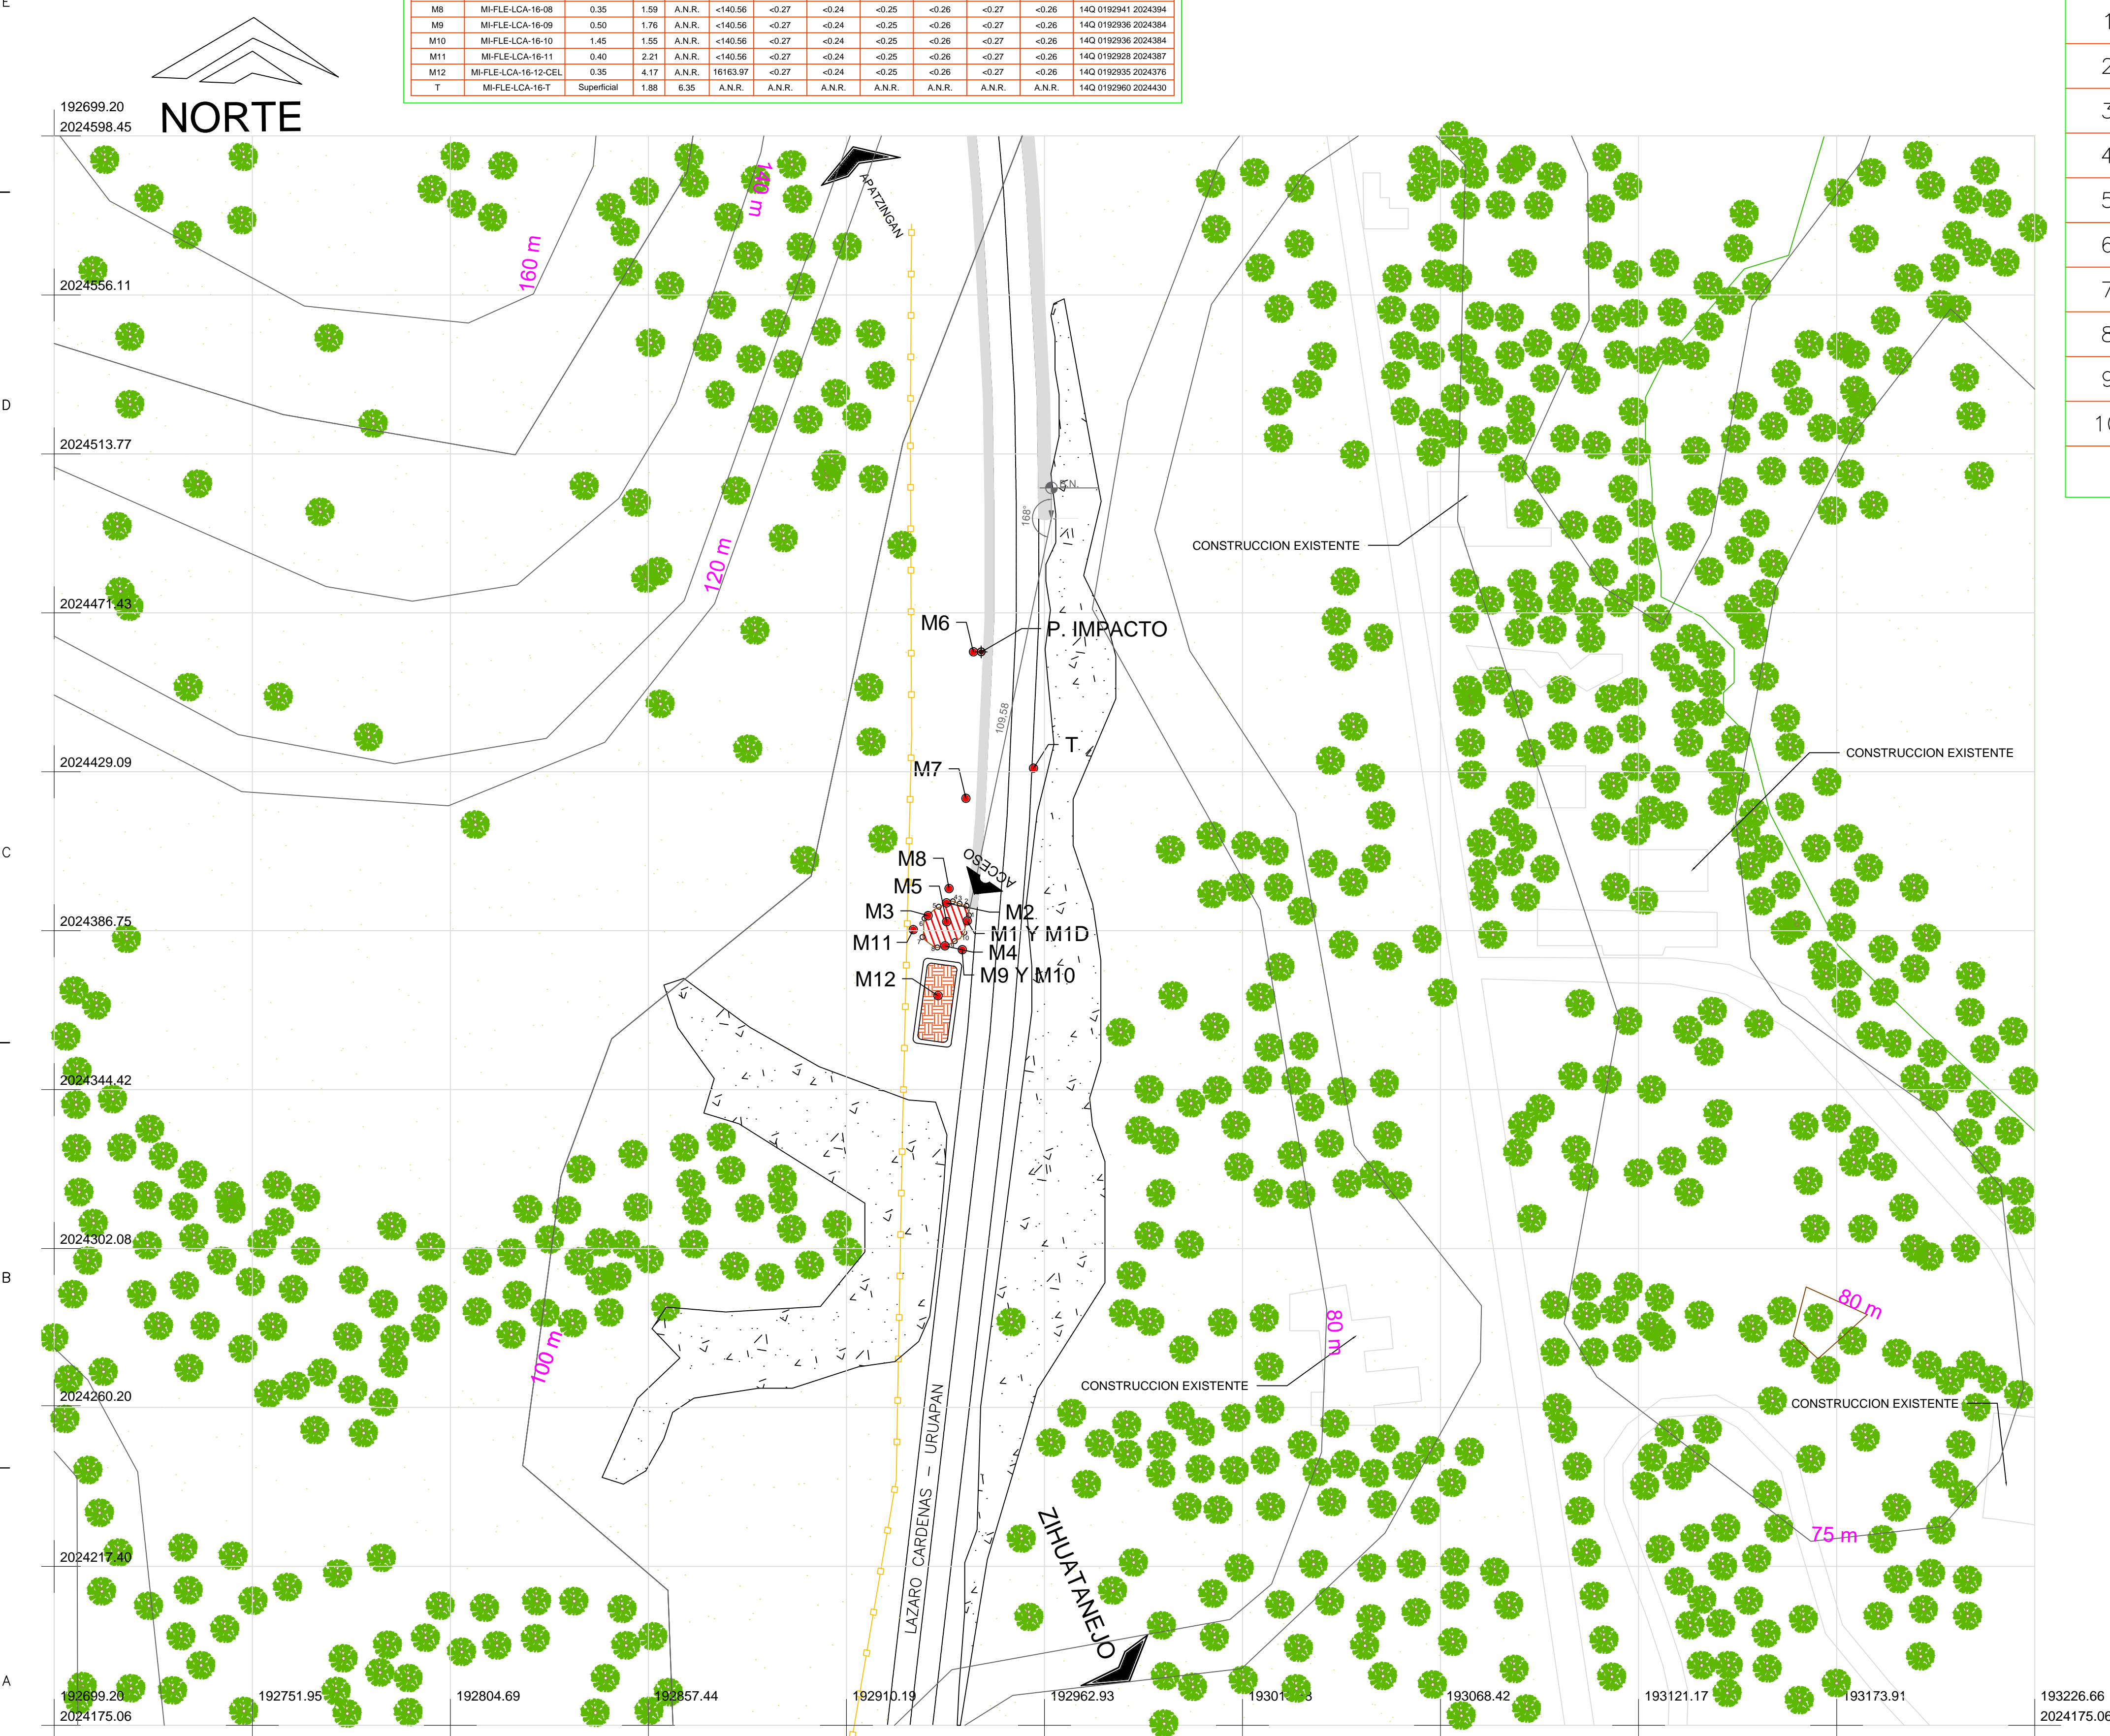 E
M8 MI-FLE-LCA-16-08 0.35 1.59 A.N.R. <140.56 <0.27 <0.24 <0.25 <0.26 <0.27 <0.26 14Q 0192941 2024394
M9 MI-FLE-LCA-16-09 0.50 1.76 A.N.R. <140.56 <0.27 <0.24 <0.25 <0.26 <0.27 <0.26 14Q 0192936 2024384
M10 MI-FLE-LCA-16-10 1.45 1.55 A.N.R. <140.56 <0.27 <0.24 <0.25 <0.26 <0.27 <0.26 14Q 0192936 2024384
M11 MI-FLE-LCA-16-11 0.40 2.21 A.N.R. <140.56 <0.27 <0.24 <0.25 <0.26 <0.27 <0.26 14Q 0192928 2024387
M12 MI-FLE-LCA-16-12-CEL 0.35 4.17 A.N.R. 16163.97 <0.27 <0.24 <0.25 <0.26 <0.27 <0.26 14Q 0192935 2024376
T MI-FLE-LCA-16-T Superficial 1.88 6.35 A.N.R. A.N.R. A.N.R. A.N.R. A.N.R. A.N.R. A.N.R. 14Q 0192960 2024430
1
2
3
4
5
6
7
8
9
NORTE
192699.20
2024598.45
APATZINGAN
140 m
160 m
2024556.11
D
2024513.77
168°
CONSTRUCCION EXISTENTE
120 m
2024471.43
M6
P. IMPACTO
109.58
T
2024429.09
M7
CONSTRUCCION EXISTENTE
C
M8
ACCESO
M5
M3
M2
2024386.75
M1 Y M1D
M11
M4
M12
M9 Y M10
2024344.42
2024302.08
B
80 m
80 m
100 m
2024260.20
CONSTRUCCION EXISTENTE
CONSTRUCCION EXISTENTE
LAZARO CARDENAS - URUAPAN
ZIHUATANEJO
75 m
2024217.40
A
192699.20
2024175.06
192751.95
192804.69
192857.44
192910.19
192962.93
193068.42
193121.17
193173.91
193226.66
2024175.06